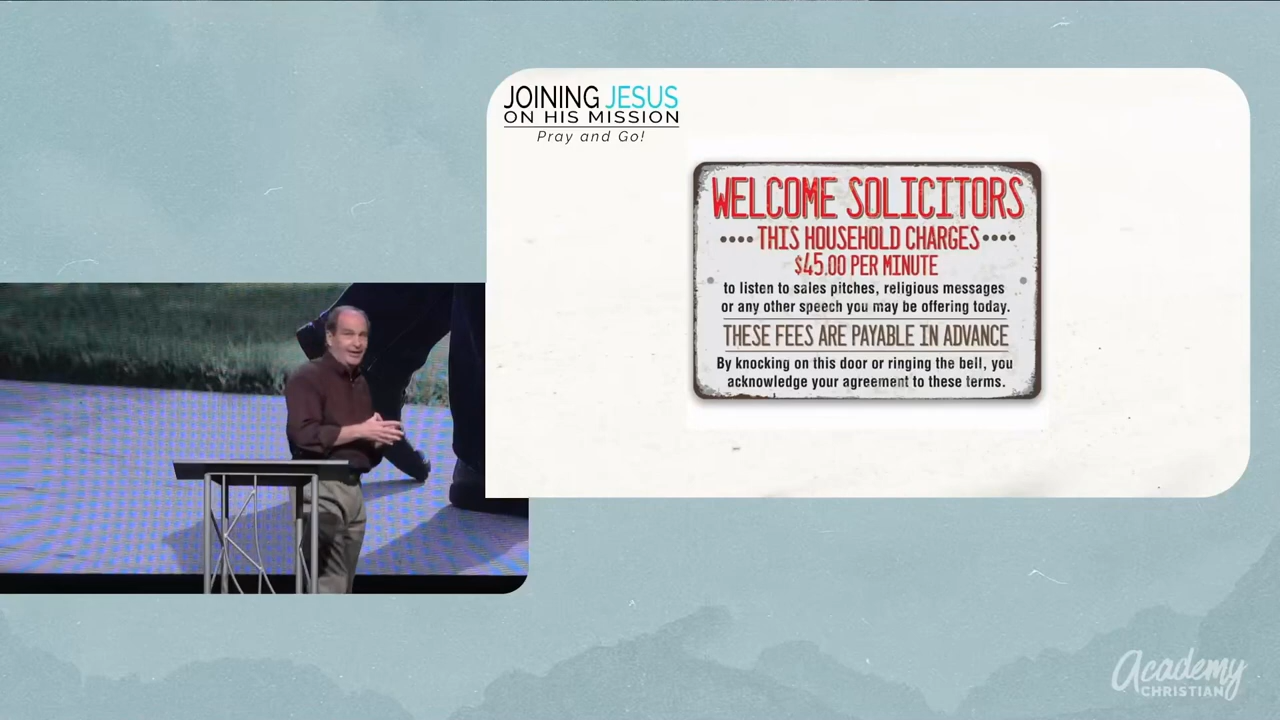 JOINING JESUS
ON HIS MISSION
Pray and Go!
WELCOME SOLICITORS
THIS HOUSEHOLD CHARGES
$45.00 PER MINUTE
to listen to sales pitches, religious messages
or any other speech you may be offering today.
THESE FEES ARE PAYABLE IN ADVANCE
By knocking on this door or ringing the bell, you
acknowledge your agreement to these terms.
Academy
CHRISTIAN